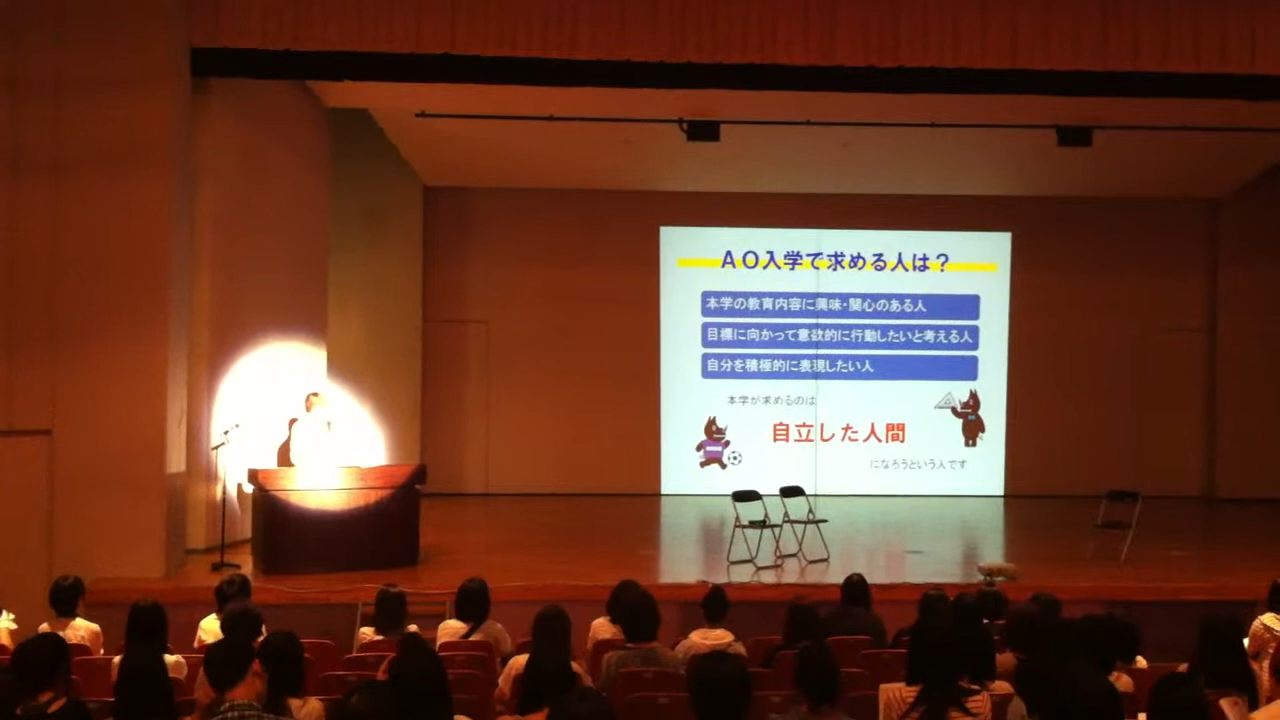 ＡＯ入学で求める人は？
本学の教育内容に興味・関心のある人
目標に向かって意欲的に行動したいと考える人
自分を積極的に表現したい人
本学が求めるのは
自立した人間
になろうという人です